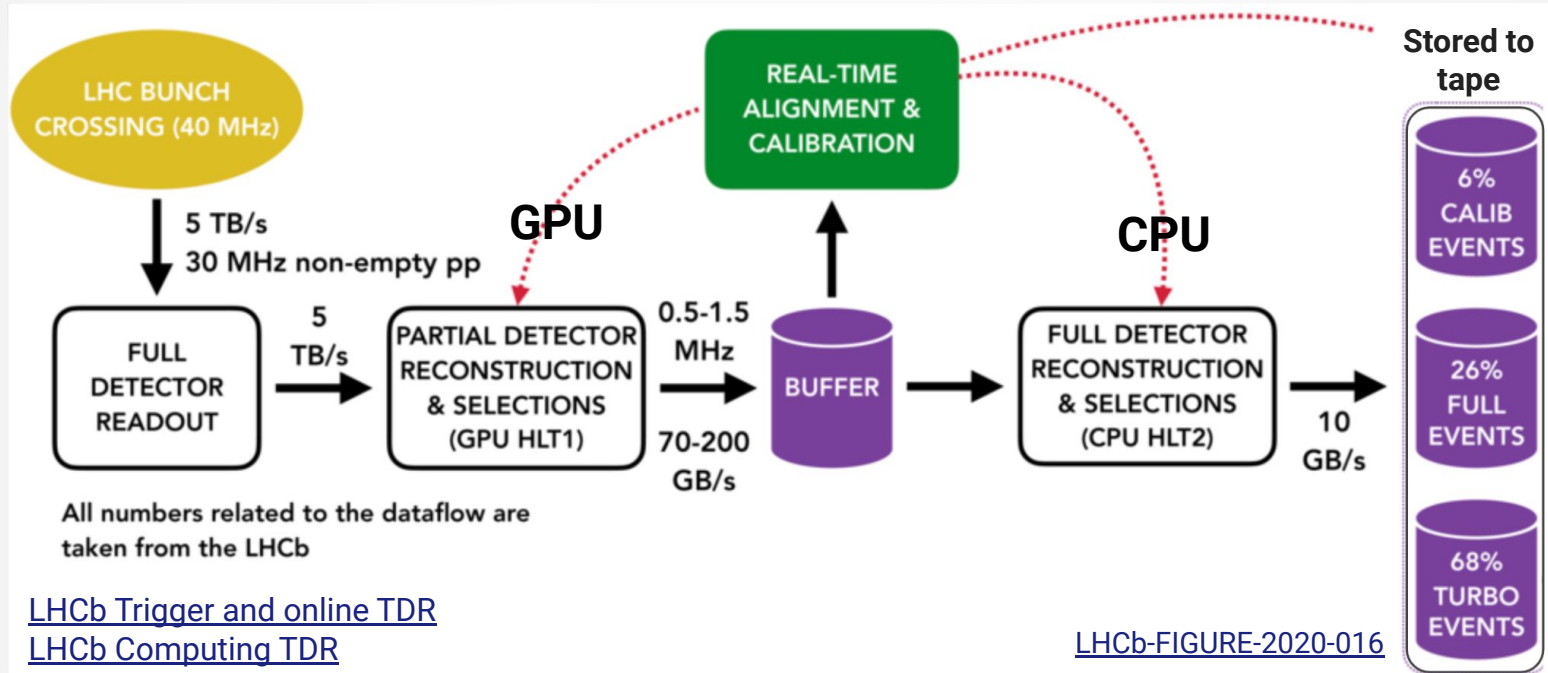 LHC BUNCH
CROSSING (40 MHz)
5 TB/s
30 MHz non-empty pp
FULL
DETECTOR
READOUT
5
TB/s
GPU
PARTIAL DETECTOR
RECONSTRUCTION
& SELECTIONS
(GPU HLT1)
0.5-1.5
MHz
70-200
GB/s
REAL-TIME
ALIGNMENT &
CALIBRATION
BUFFER
CPU
FULL DETECTOR
RECONSTRUCTION
& SELECTIONS
(CPU HLT2)
10
GB/s
Stored to
tape
6%
CALIB
EVENTS
26%
FULL
EVENTS
68%
TURBO
EVENTS
All numbers related to the dataflow are
taken from the LHCb
LHCb Trigger and online TDR
LHCb Computing TDR
LHCb-FIGURE-2020-016